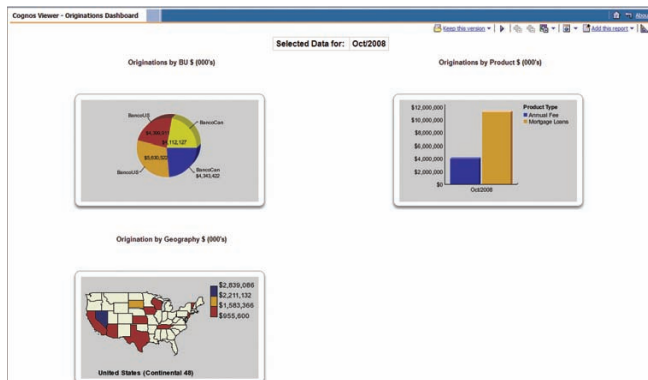 Cognos Viewer - Originations Dashboard
Keep this version
Add this report
Selected Data for: Oct/2008
Originations by BU $ (000's)
Originations by Product $ (000's)
BancoUS
BancoCan
BancoUS
BancoCan
$4,343,422
$12,000,000
$10,000,000
$8,000,000
$6,000,000
$4,000,000
$2,000,000
$0
Oct/2008
Product Type
Annual Fee
Mortgage Loans
Origination by Geography $ (000's)
$2,839,066
$2,211,132
$1,583,366
$955,600
United States (Continental 48)